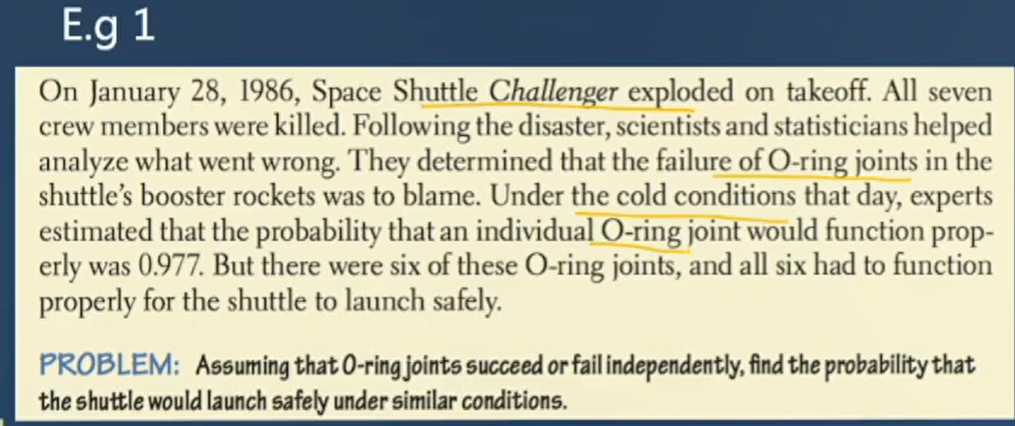 E.g 1
On January 28, 1986, Space Shuttle Challenger exploded on takeoff. All seven
crew members were killed. Following the disaster, scientists and statisticians helped
analyze what went wrong. They determined that the failure of O-ring joints in the
shuttle's booster rockets was to blame. Under the cold conditions that day, experts
estimated that the probability that an individual O-ring joint would function prop-
erly was 0.977. But there were six of these O-ring joints, and all six had to function
properly for the shuttle to launch safely.
PROBLEM: Assuming that O-ring joints succeed or fail independently, find the probability that
the shuttle would launch safely under similar conditions.